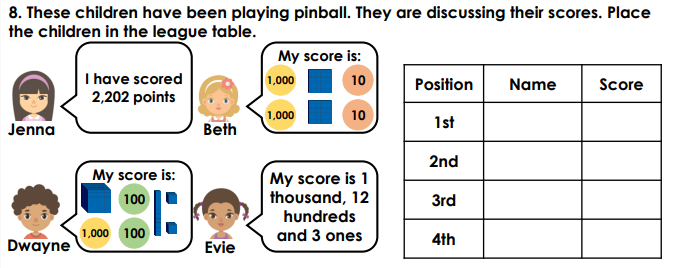 8. These children have been playing pinball. They are discussing their scores. Place
the children in the league table.
I have scored
2,202 points
Jenna
My score is:
1,000 10
1,000 10
Beth
My score is:
100
1,000 100
Dwayne
My score is 1
thousand, 12
hundreds
and 3 ones
Evie
Position Name Score
1st
2nd
3rd
4th